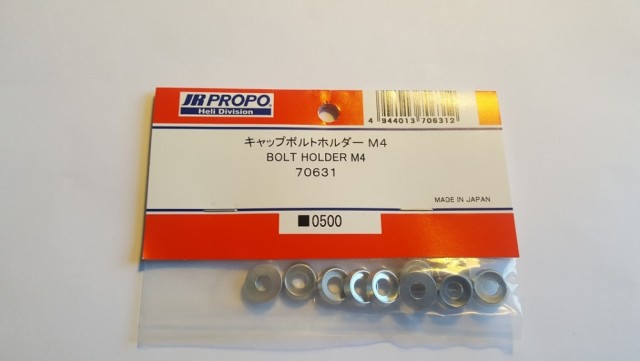 JR PROPO
Heli Division
4 944013 706312
キャップボルトホルダー M4
BOLT HOLDER M4
70631
MADE IN JAPAN
■0500